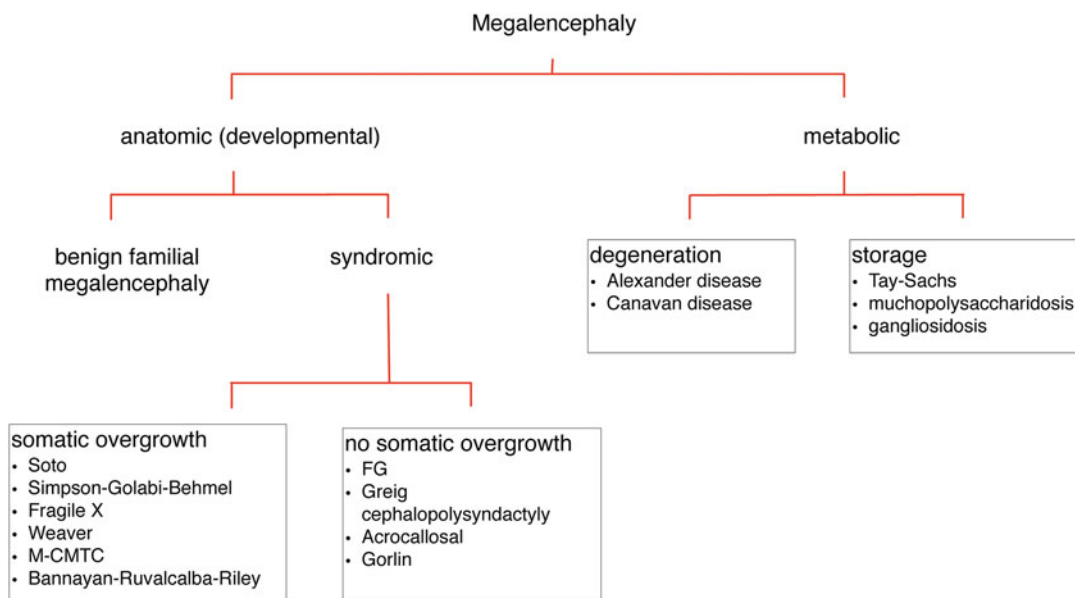 Megalencephaly
anatomic (developmental)
metabolic
benign familial
megalencephaly
syndromic
degeneration
• Alexander disease
• Canavan disease
storage
• Tay-Sachs
• muchopolysaccharidosis
• gangliosidosis
somatic overgrowth
• Soto
• Simpson-Golabi-Behmel
• Fragile X
• Weaver
• M-CMTC
• Bannayan-Ruvalcalba-Riley
no somatic overgrowth
• FG
• Greig
cephalopolysyndactyly
• Acrocallosal
• Gorlin